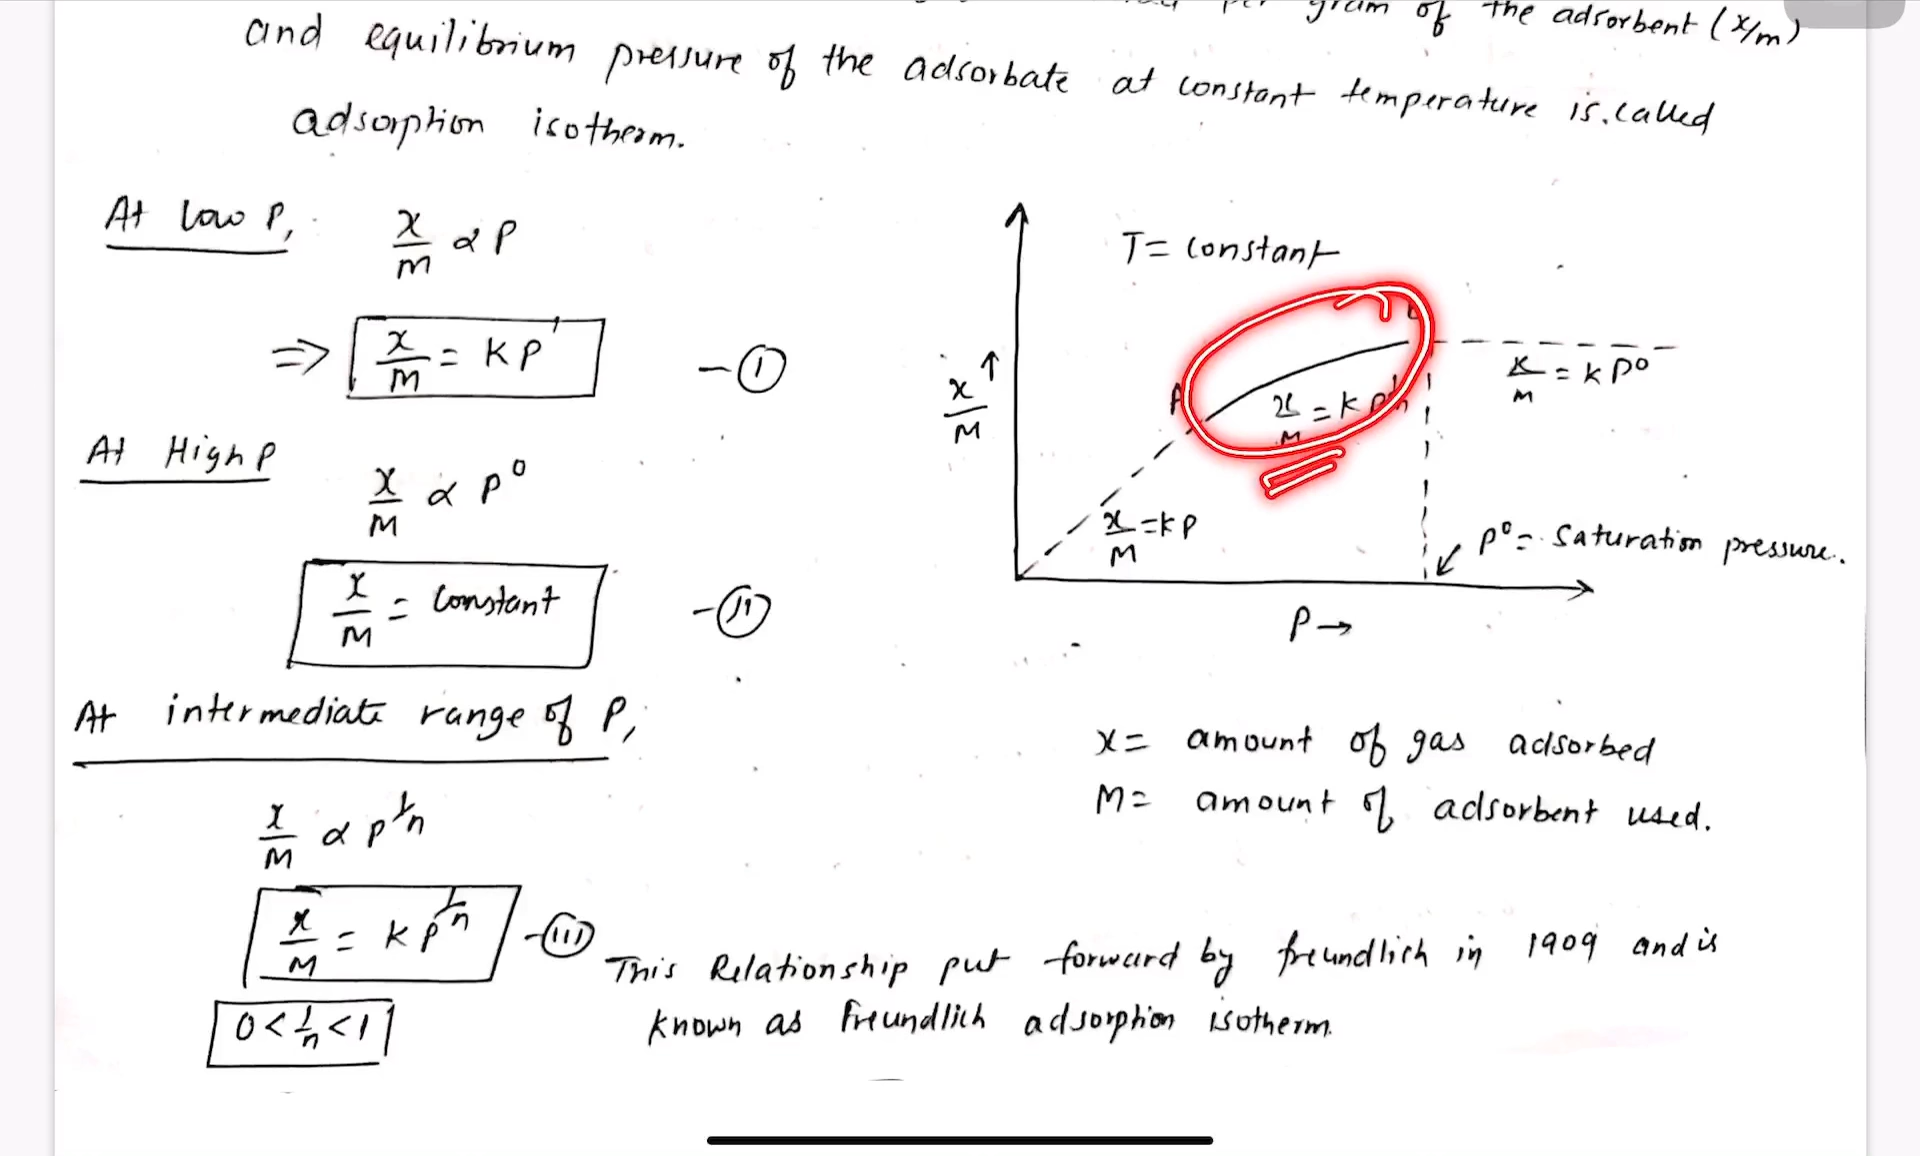 per gram of the adsorbent (x/m)
and equilibrium pressure of the adsorbate at constant temperature is called
adsorption isotherm.
At low P,
x/m α P
⇒ x/m = KP' -(I)
At High P
x/M α P⁰
x/M = Constant -(II)
At intermediate range of P,
x/M α P^1/n
x/M = K P^1/n -(III)
0 < 1/n < 1
T = Constant
x/M ↑
A
x/M = K P^1/n
x/M = K P⁰
x/M = KP
P⁰ = Saturation pressure.
P →
x = amount of gas adsorbed
M = amount of adsorbent used.
This Relationship put forward by freundlich in 1909 and is
known as Freundlich adsorption isotherm.